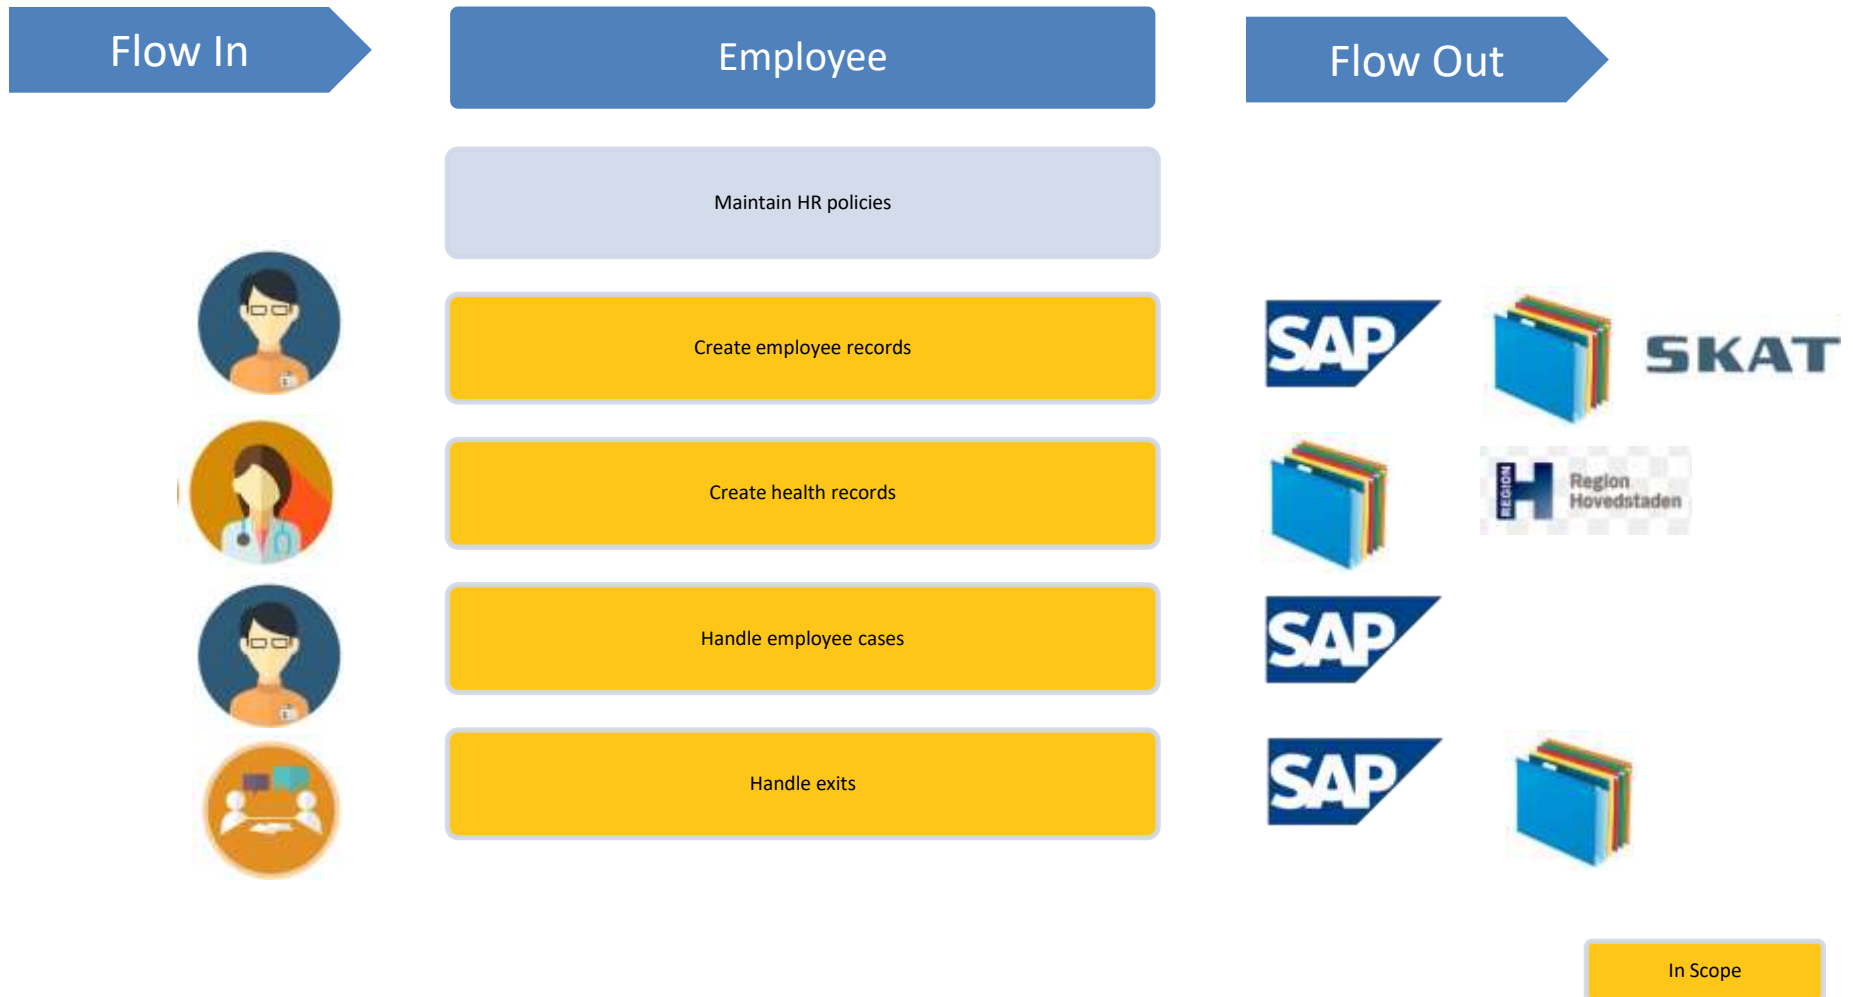 Flow In
Employee
Flow Out
Maintain HR policies
Create employee records
SAP
SKAT
Create health records
REGION
H
Region
Hovedstaden
Handle employee cases
SAP
Handle exits
SAP
In Scope